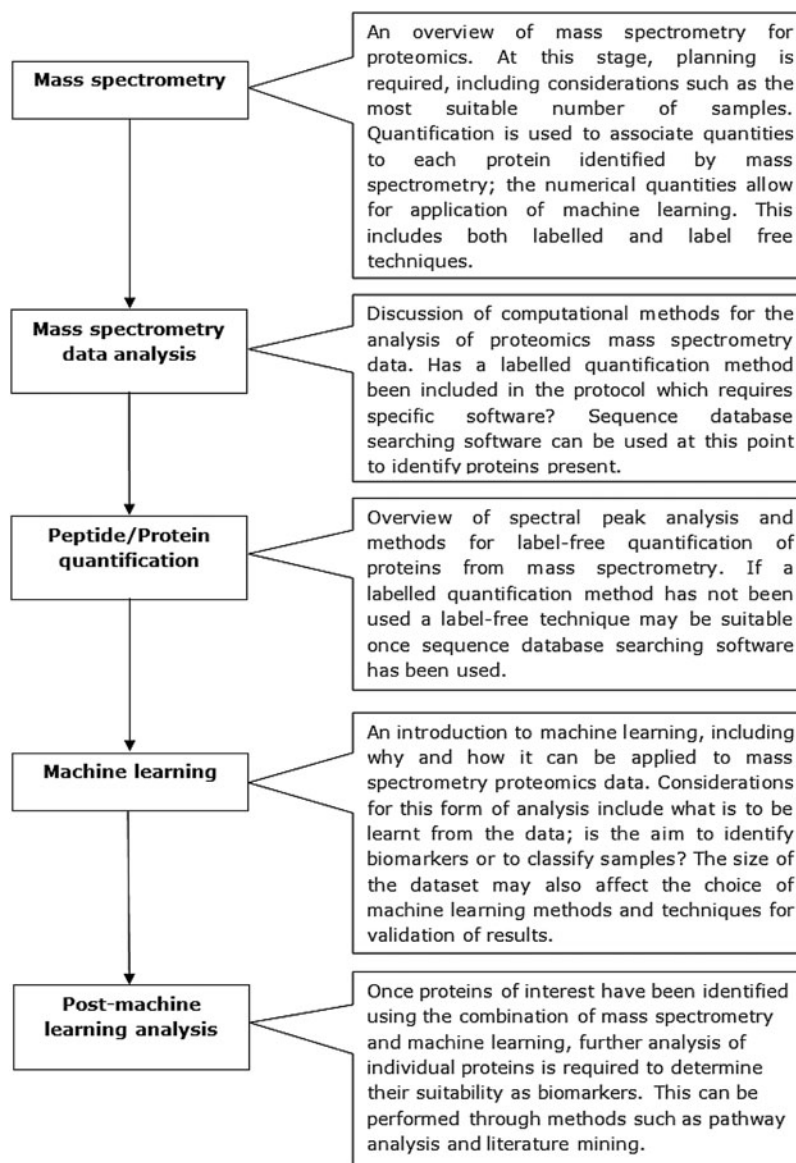 Mass spectrometry
An overview of mass spectrometry for
proteomics. At this stage, planning is
required, including considerations such as the
most suitable number of samples.
Quantification is used to associate quantities
to each protein identified by mass
spectrometry; the numerical quantities allow
for application of machine learning. This
includes both labelled and label free
techniques.
Mass spectrometry
data analysis
Discussion of computational methods for the
analysis of proteomics mass spectrometry
data. Has a labelled quantification method
been included in the protocol which requires
specific software? Sequence database
searching software can be used at this point
to identify proteins present.
Peptide/Protein
quantification
Overview of spectral peak analysis and
methods for label-free quantification of
proteins from mass spectrometry. If a
labelled quantification method has not been
used a label-free technique may be suitable
once sequence database searching software
has been used.
Machine learning
An introduction to machine learning, including
why and how it can be applied to mass
spectrometry proteomics data. Considerations
for this form of analysis include what is to be
learnt from the data; is the aim to identify
biomarkers or to classify samples? The size of
the dataset may also affect the choice of
machine learning methods and techniques for
validation of results.
Post-machine
learning analysis
Once proteins of interest have been identified
using the combination of mass spectrometry
and machine learning, further analysis of
individual proteins is required to determine
their suitability as biomarkers. This can be
performed through methods such as pathway
analysis and literature mining.